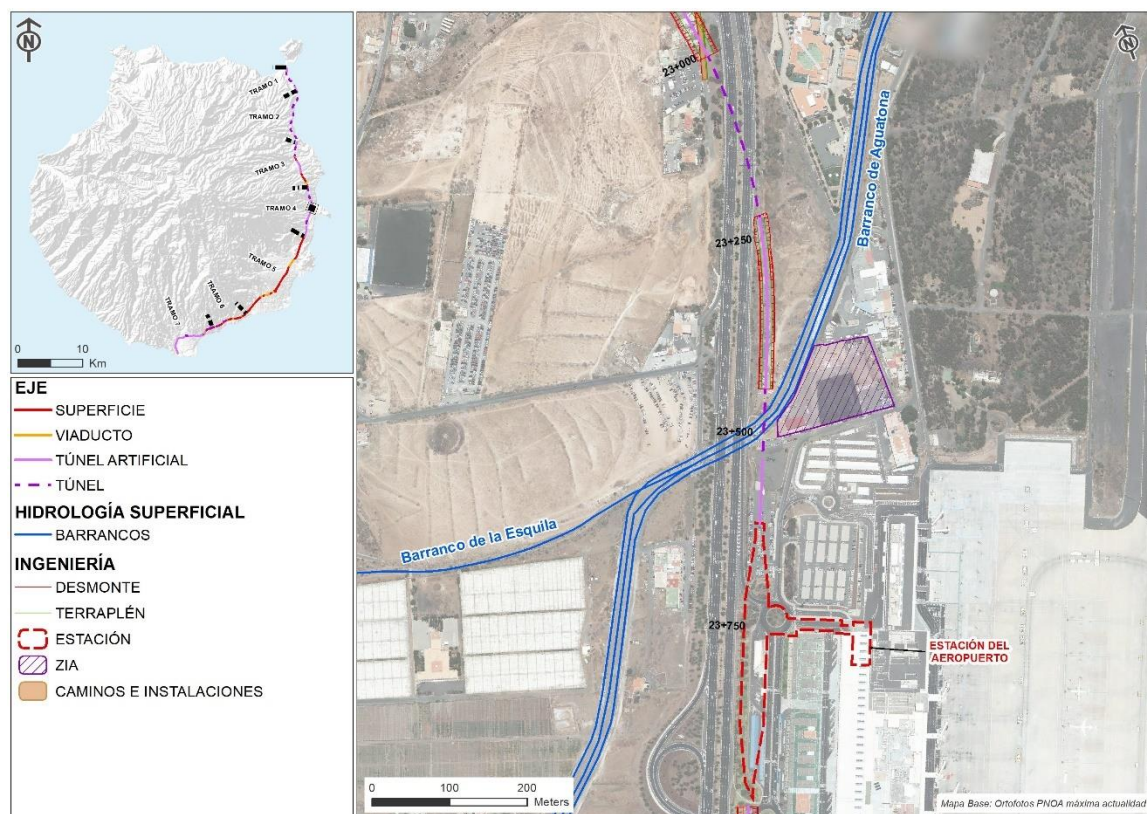 N
TRAMO 1
TRAMO 2
TRAMO 3
TRAMO 4
TRAMO 5
TRAMO 6
TRAMO 7
0 10
Km
EJE
SUPERFICIE
VIADUCTO
TÚNEL ARTIFICIAL
TÚNEL
HIDROLOGÍA SUPERFICIAL
BARRANCOS
INGENIERÍA
DESMONTE
TERRAPLÉN
ESTACIÓN
ZIA
CAMINOS E INSTALACIONES
N
23+000
Barranco de Aguatona
23+250
23+500
Barranco de la Esquila
23+750
ESTACIÓN DEL
AEROPUERTO
0 100 200
Meters
Mapa Base: Ortofotos PNOA máxima actualidad